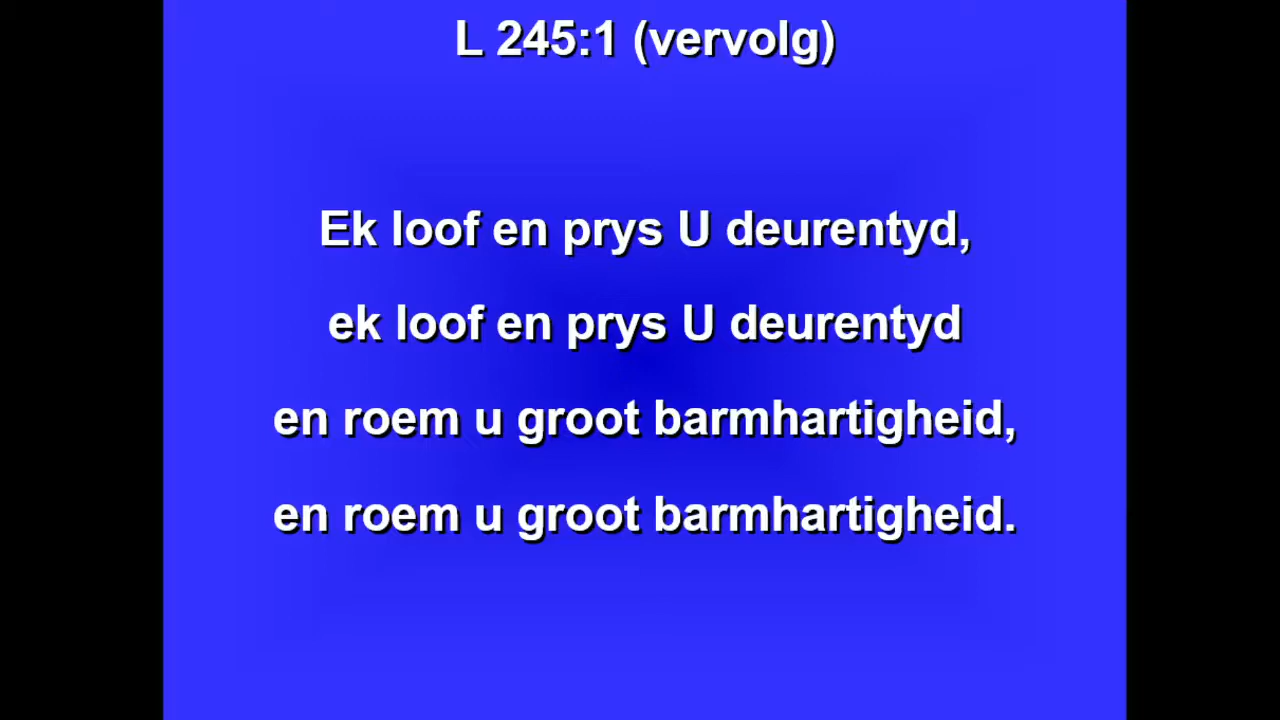 L 245:1 (vervolg)
Ek loof en prys U deurentyd,
ek loof en prys U deurentyd
en roem u groot barmhartigheid,
en roem u groot barmhartigheid.